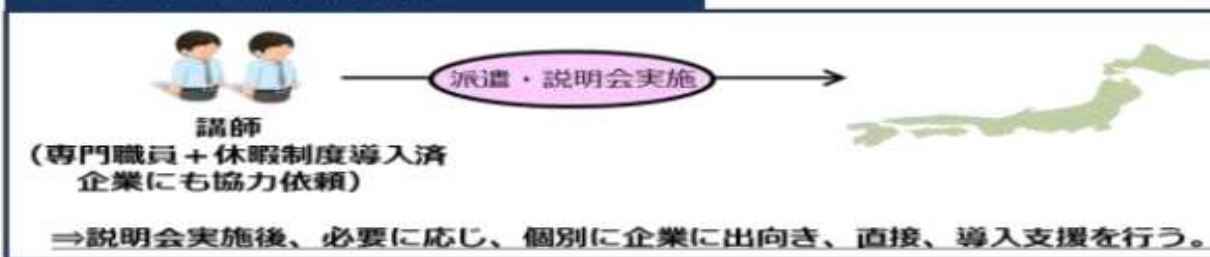 派遣・説明会実施
講師
(専門職員+休暇制度導入済
企業にも協力依頼)
⇒説明会実施後、必要に応じ、個別に企業に出向き、直接、導入支援を行う。